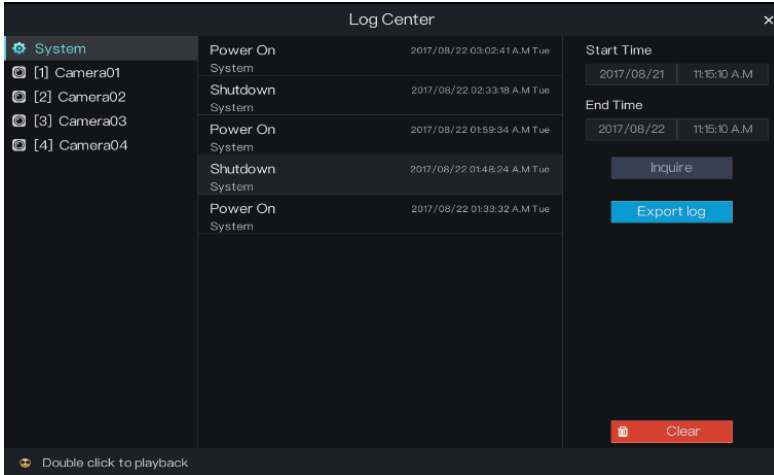 Log Center
×
System
[1] Camera01
[2] Camera02
[3] Camera03
[4] Camera04
Power On 2017/08/22 03:02:41 A.M Tue
System
Shutdown 2017/08/22 02:33:18 A.M Tue
System
Power On 2017/08/22 01:59:34 A.M Tue
System
Shutdown 2017/08/22 01:48:24 A.M Tue
System
Power On 2017/08/22 01:33:32 A.M Tue
System
Start Time
2017/08/21 11:15:10 A.M
End Time
2017/08/22 11:15:10 A.M
Inquire
Export log
Clear
Double click to playback